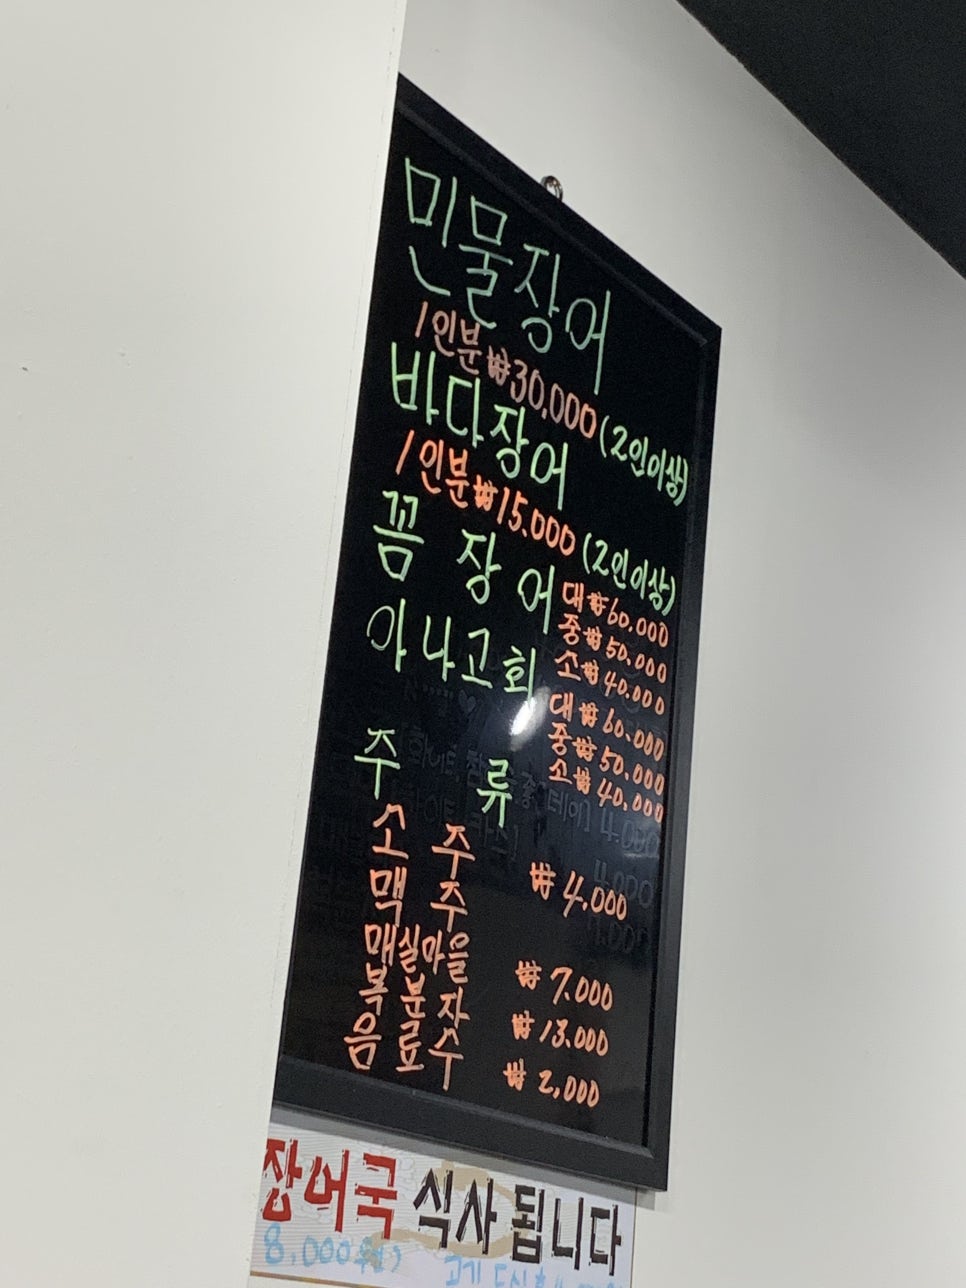 민물장어
1인분 ₩30,000 (2인이상)
바다장어
1인분 ₩15,000 (2인이상)
꼼 장 어
대 ₩60,000
중 ₩50,000
소 ₩40,000
아나고회
대 ₩60,000
중 ₩50,000
소 ₩40,000
주 류
소 주
맥 주 ₩4,000
매실마을 ₩7,000
복분자 ₩13,000
음료수 ₩2,000
장어국 식사 됩니다
8,000원
고기